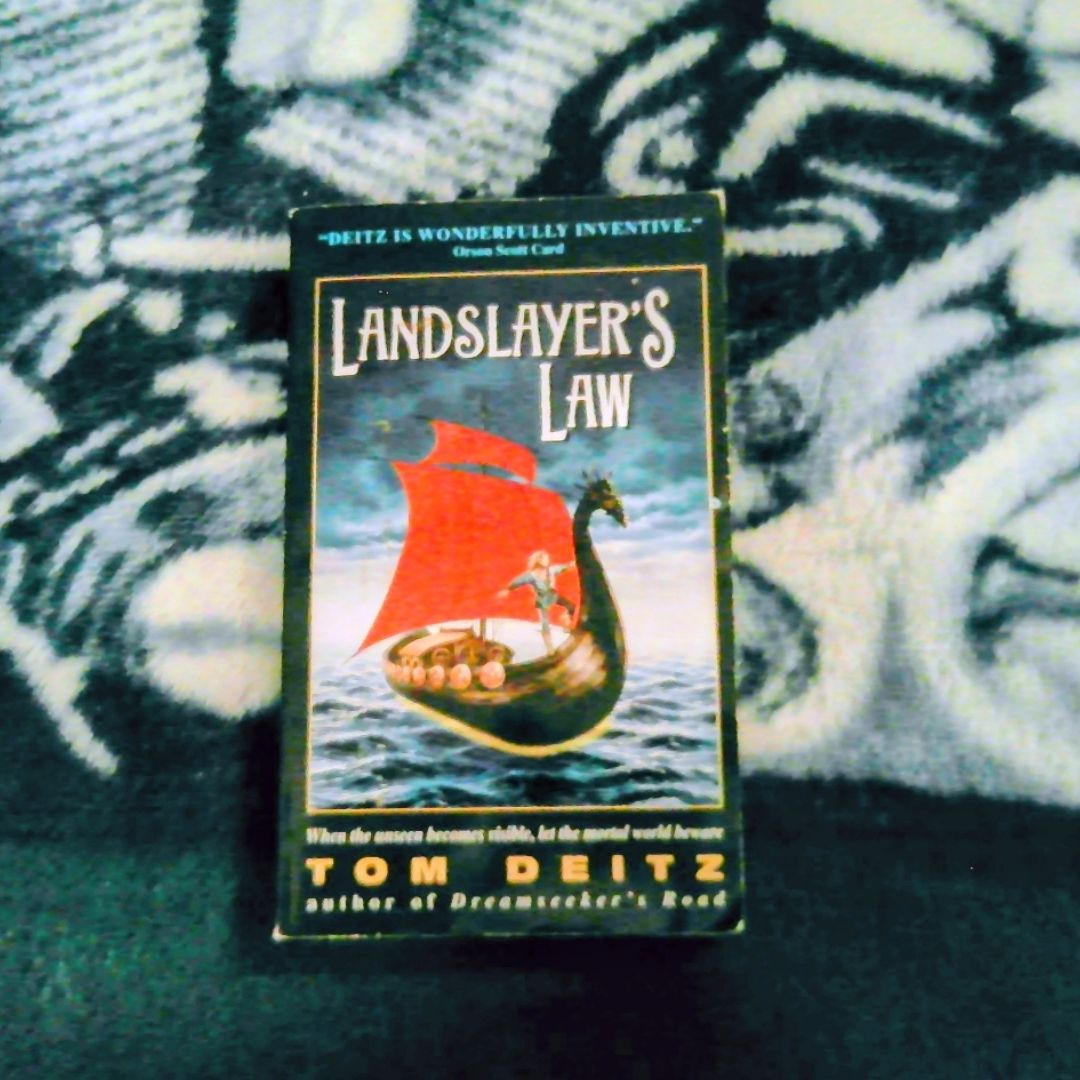 "DEITZ IS WONDERFULLY INVENTIVE."
Orson Scott Card
LANDSLAYER'S
LAW
When the unseen becomes visible, let the mortal world beware
TOM DEITZ
author of Dreamseeker's Road